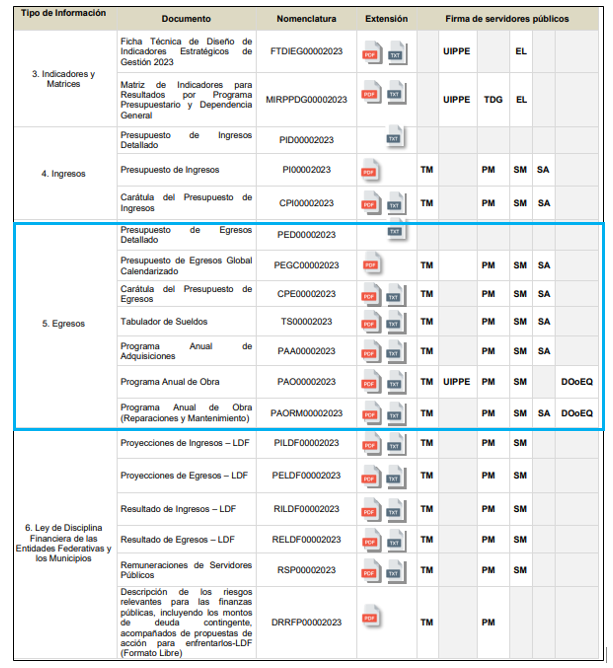 Tipo de Información Documento Nomenclatura Extensión Firma de servidores públicos
3. Indicadores y
Matrices
Ficha Técnica de Diseño de
Indicadores Estratégicos de
Gestión 2023
FTDIEG00002023 PDF TXT UIPPE EL
Matriz de Indicadores para
Resultados por Programa
Presupuestario y Dependencia
General
MIRPPDG00002023 PDF TXT UIPPE TDG EL
4. Ingresos
Presupuesto de Ingresos
Detallado
PID00002023 TXT
Presupuesto de Ingresos PI00002023 PDF TM PM SM SA
Carátula del Presupuesto de
Ingresos
CPI00002023 PDF TXT TM PM SM SA
5. Egresos
Presupuesto de Egresos
Detallado
PED00002023 TXT
Presupuesto de Egresos Global
Calendarizado
PEGC00002023 PDF TM PM SM SA
Carátula del Presupuesto de
Egresos
CPE00002023 PDF TXT TM PM SM SA
Tabulador de Sueldos TS00002023 PDF TXT TM PM SM SA
Programa Anual de
Adquisiciones
PAA00002023 PDF TXT TM PM SM SA
Programa Anual de Obra PAO00002023 PDF TXT TM UIPPE PM SM DOoEQ
Programa Anual de Obra
(Reparaciones y Mantenimiento)
PAORM00002023 PDF TXT TM PM SM SA DOoEQ
6. Ley de Disciplina
Financiera de las
Entidades Federativas y
los Municipios
Proyecciones de Ingresos – LDF PILDF00002023 PDF TXT TM PM SM
Proyecciones de Egresos – LDF PELDF00002023 PDF TXT TM PM SM
Resultado de Ingresos – LDF RILDF00002023 PDF TXT TM PM SM
Resultado de Egresos – LDF RELDF00002023 PDF TXT TM PM SM
Remuneraciones de Servidores
Públicos
RSP00002023 PDF TXT TM PM SM
Descripción de los riesgos
relevantes para las finanzas
públicas, incluyendo los montos
de deuda contingente,
acompañados de propuestas de
acción para enfrentarlos-LDF
(Formato Libre)
DRRFP00002023 PDF TM PM